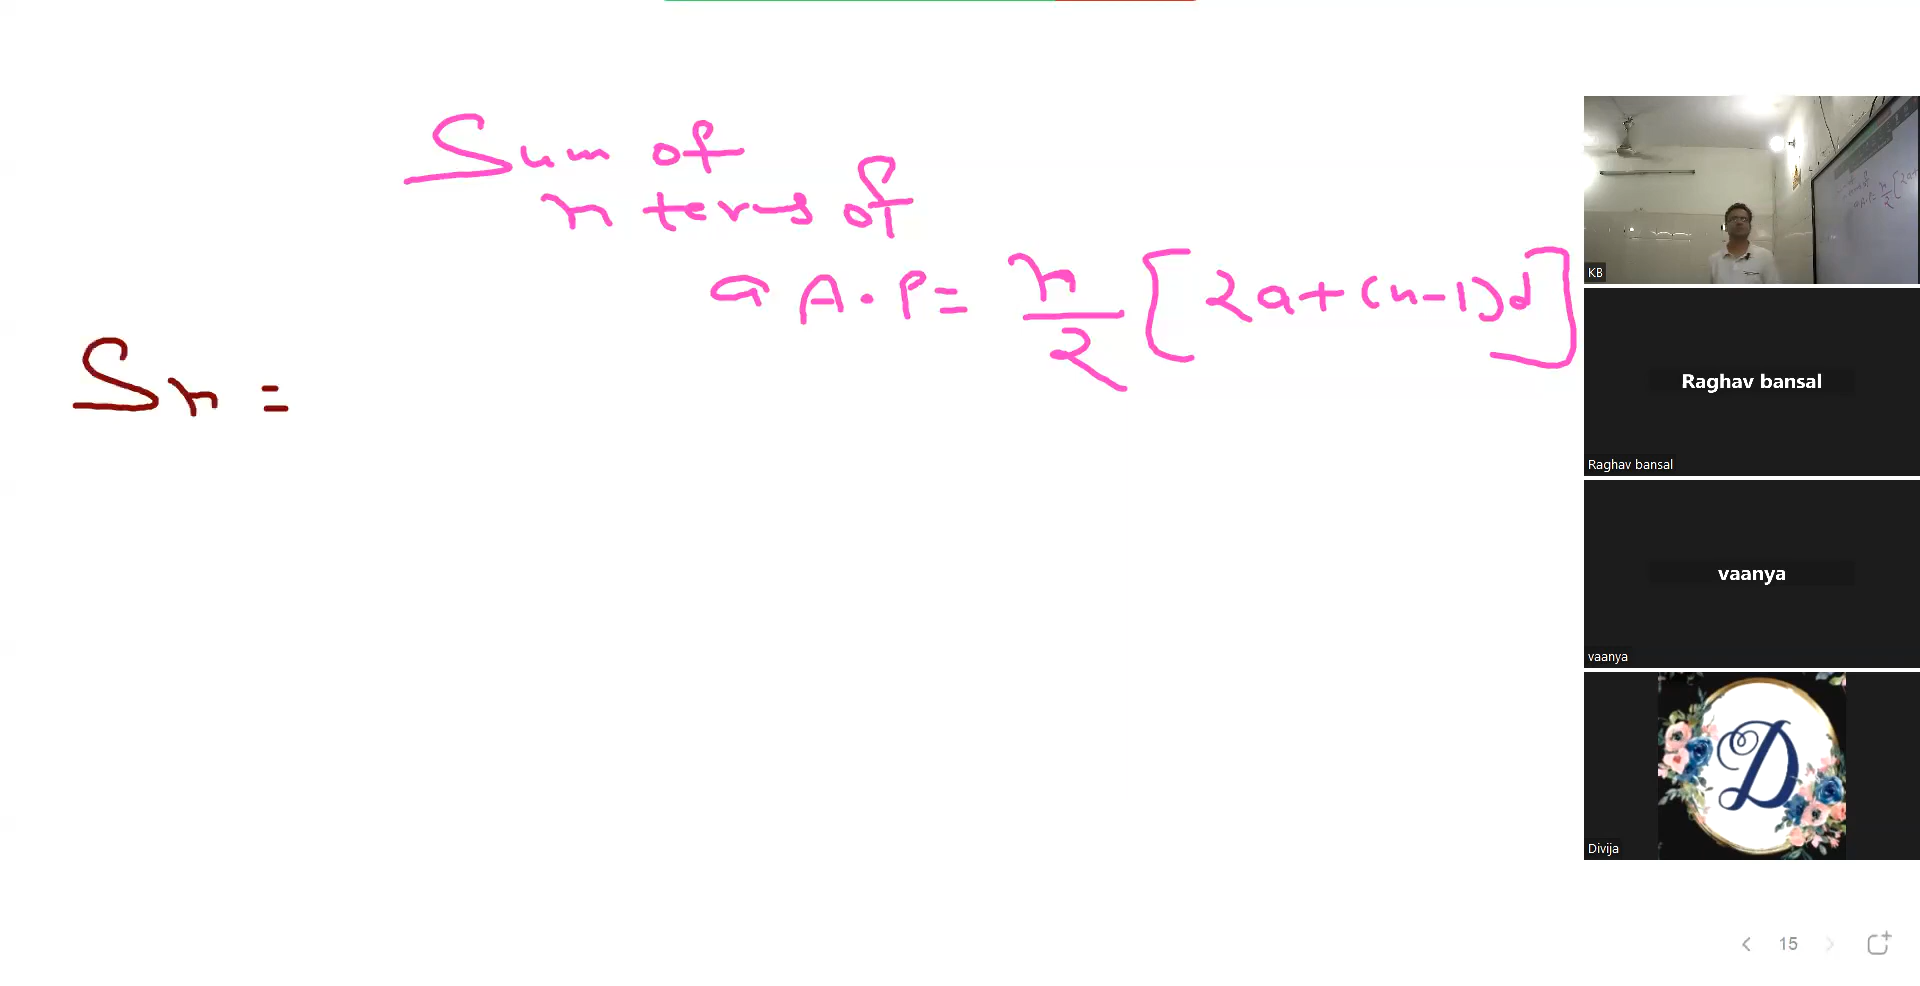 Sum of
n terms of
a A.P = n/2 [2a+(n-1)d]
Sn =
KB
Raghav bansal
Raghav bansal
vaanya
vaanya
D
Divija
15